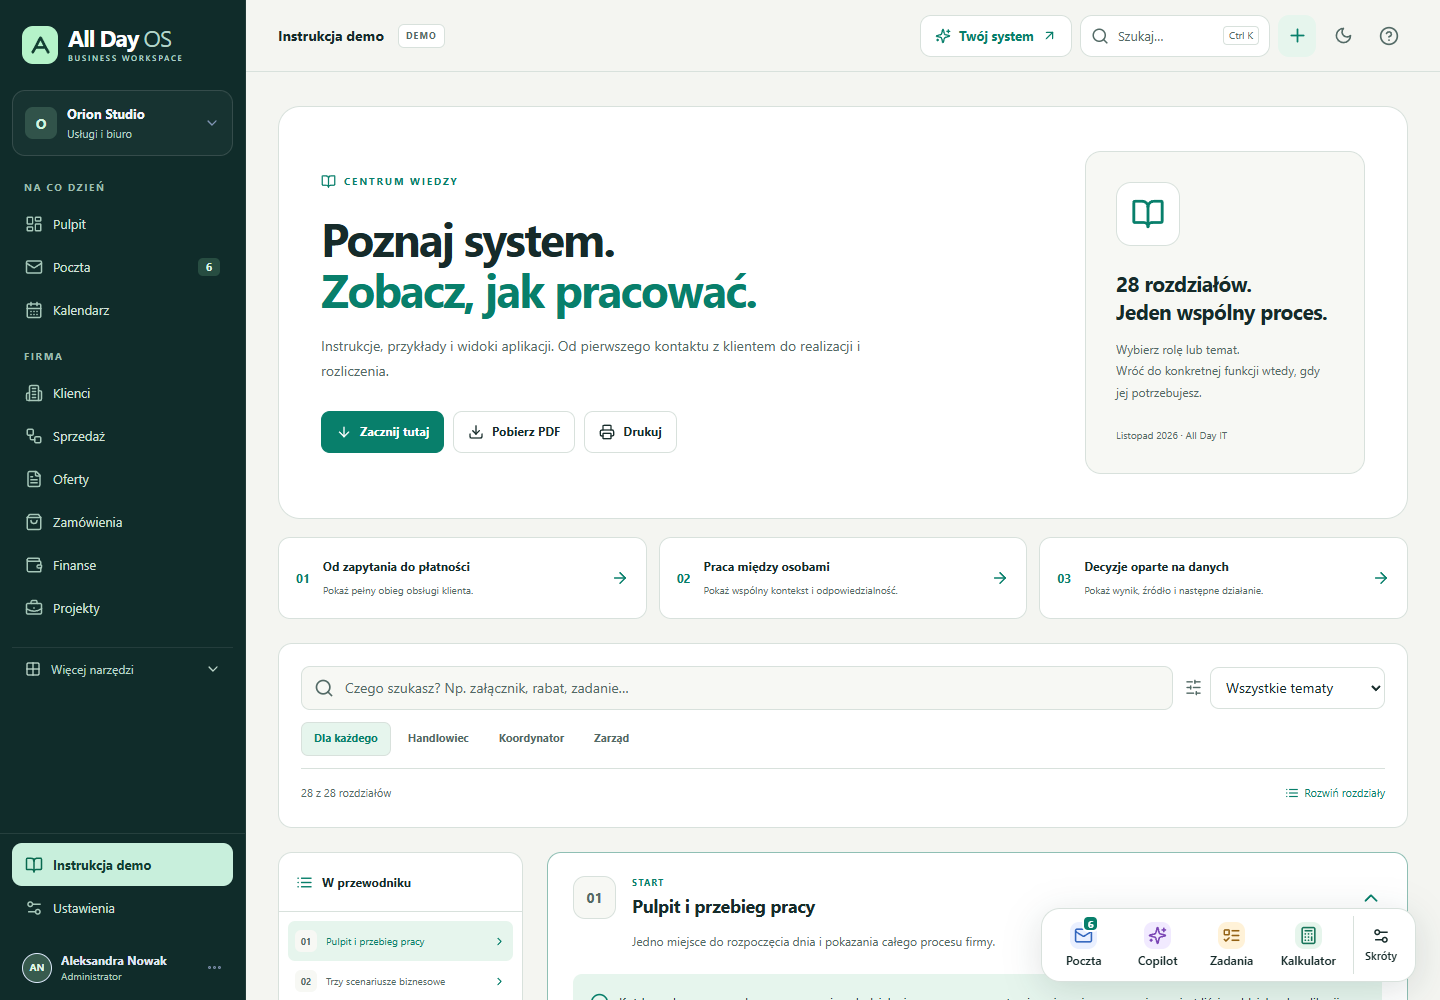 All Day OS
BUSINESS WORKSPACE
O
Orion Studio
Usługi i biuro
NA CO DZIEŃ
Pulpit
Poczta
6
Kalendarz
FIRMA
Klienci
Sprzedaż
Oferty
Zamówienia
Finanse
Projekty
Więcej narzędzi
Instrukcja demo
Ustawienia
AN
Aleksandra Nowak
Administrator
Instrukcja demo
DEMO
Twój system
Szukaj...
Ctrl K
CENTRUM WIEDZY
Poznaj system.
Zobacz, jak pracować.
Instrukcje, przykłady i widoki aplikacji. Od pierwszego kontaktu z klientem do realizacji i
rozliczenia.
Zacznij tutaj
Pobierz PDF
Drukuj
28 rozdziałów.
Jeden wspólny proces.
Wybierz rolę lub temat.
Wróć do konkretnej funkcji wtedy, gdy
jej potrzebujesz.
Listopad 2026 · All Day IT
01
Od zapytania do płatności
Pokaż pełny obieg obsługi klienta.
02
Praca między osobami
Pokaż wspólny kontekst i odpowiedzialność.
03
Decyzje oparte na danych
Pokaż wynik, źródło i następne działanie.
Czego szukasz? Np. załącznik, rabat, zadanie...
Wszystkie tematy
Dla każdego
Handlowiec
Koordynator
Zarząd
28 z 28 rozdziałów
Rozwiń rozdziały
W przewodniku
01
Pulpit i przebieg pracy
02
Trzy scenariusze biznesowe
01
START
Pulpit i przebieg pracy
Jedno miejsce do rozpoczęcia dnia i pokazania całego procesu firmy.
6
Poczta
Copilot
Zadania
Kalkulator
Skróty